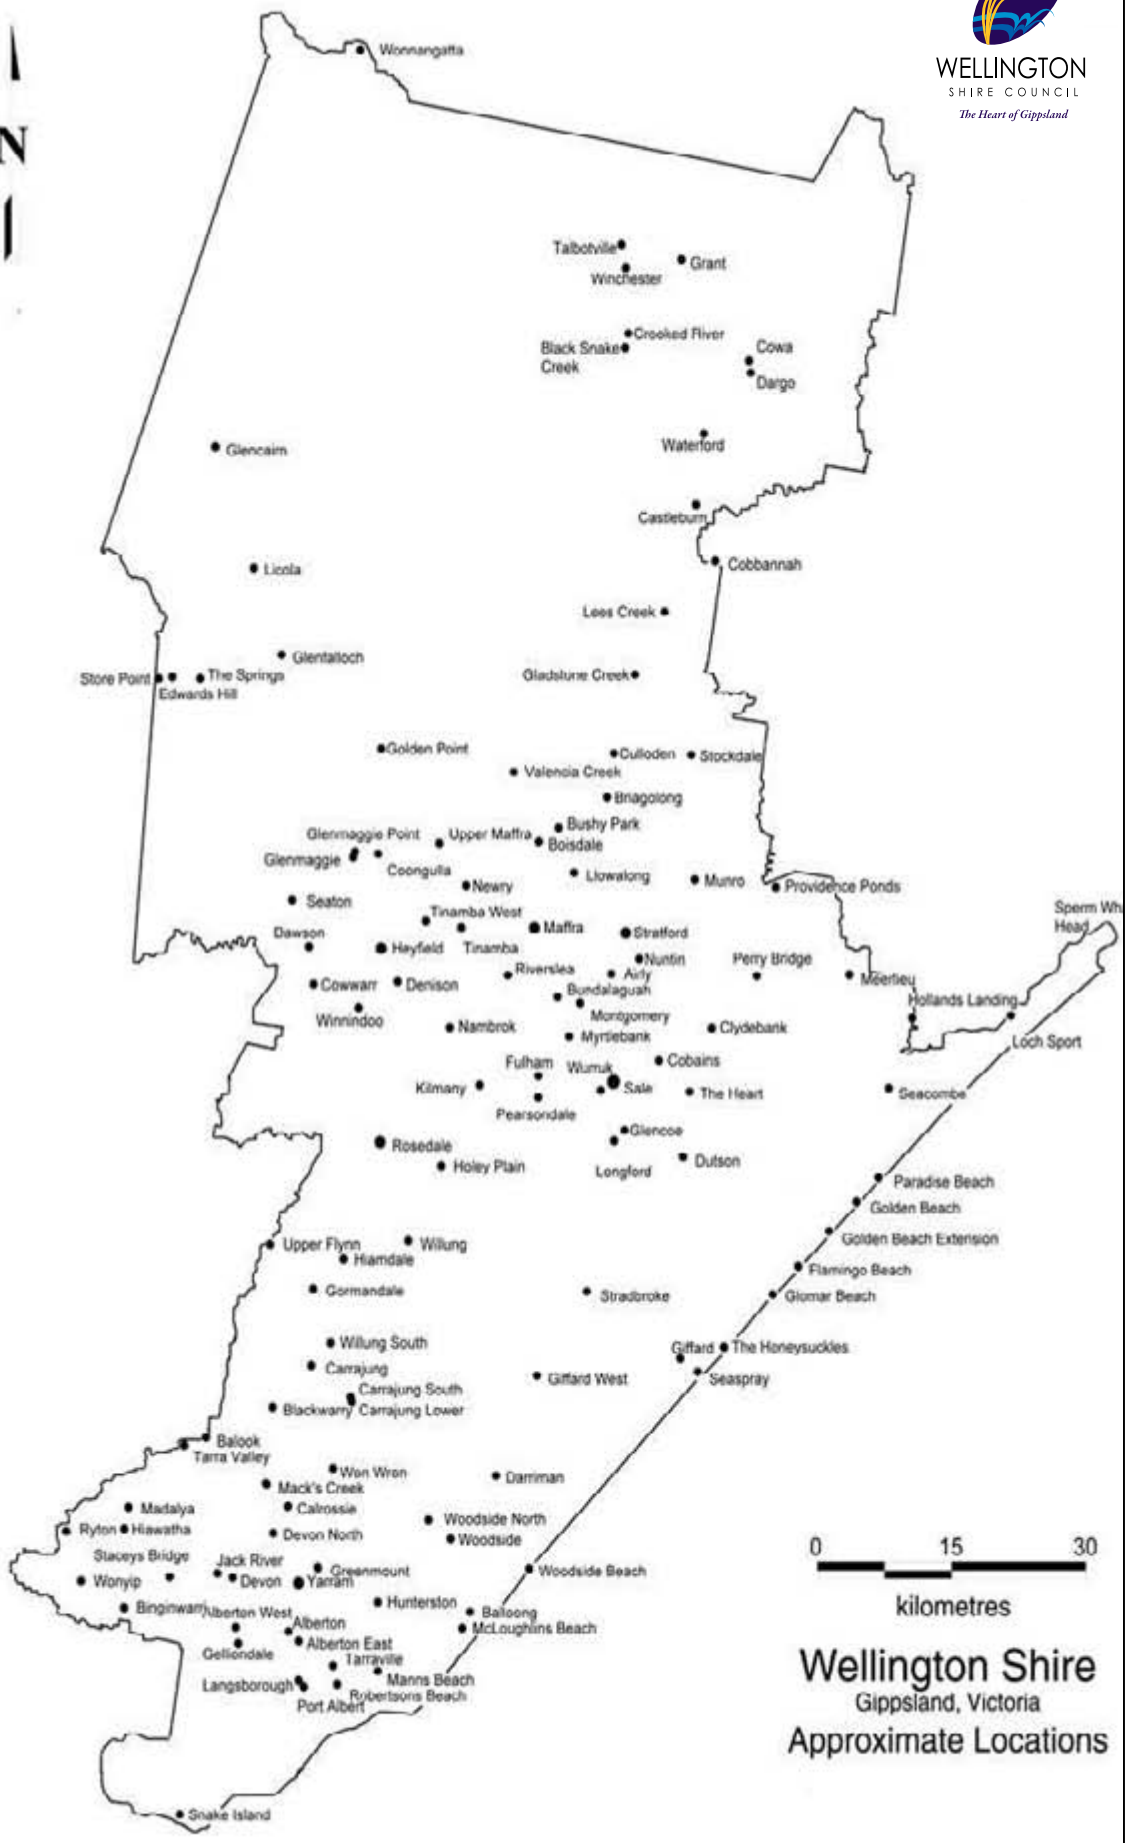 WELLINGTON
SHIRE COUNCIL
The Heart of Gippsland
N
Wonnangatta
Talbotville
Grant
Winchester
Crooked River
Black Snake
Creek
Cowa
Dargo
Waterford
Glencairn
Castleburn
Cobbannah
Licola
Lees Creek
Glentalloch
Store Point
The Springs
Edwards Hill
Gladstone Creek
Golden Point
Culloden
Stockdale
Valencia Creek
Briagolong
Bushy Park
Glenmaggie Point
Upper Maffra
Boisdale
Glenmaggie
Coongulla
Llowalong
Munro
Newry
Providence Ponds
Seaton
Sperm Wh
Head
Tinamba West
Maffra
Stratford
Dawson
Heyfield
Tinamba
Nuntin
Perry Bridge
Riverslea
Airly
Meerlieu
Cowwarr
Denison
Bundalaguah
Hollands Landing
Winnindoo
Montgomery
Nambrok
Clydebank
Myrtlebank
Loch Sport
Fulham
Wurruk
Cobains
Kilmany
Sale
The Heart
Seacombe
Pearsondale
Glencoe
Rosedale
Holey Plain
Longford
Dutson
Paradise Beach
Golden Beach
Golden Beach Extension
Upper Flynn
Willung
Hiamdale
Flamingo Beach
Gormandale
Stradbroke
Glomar Beach
Willung South
Giffard
The Honeysuckles
Carrajung
Giffard West
Seaspray
Carrajung South
Blackwarry
Carrajung Lower
Balook
Tarra Valley
Won Wron
Darriman
Mack's Creek
Madalya
Calrossie
Woodside North
Ryton
Hiawatha
Devon North
Woodside
Staceys Bridge
Jack River
Greenmount
Woodside Beach
Wonyip
Devon
Yarram
Hunterston
Binginwarri
Alberton West
Balloong
Alberton
McLoughlins Beach
Alberton East
Gelliondale
Tarraville
Manns Beach
Langsborough
Robertsons Beach
Port Albert
Snake Island
0 15 30
kilometres
Wellington Shire
Gippsland, Victoria
Approximate Locations